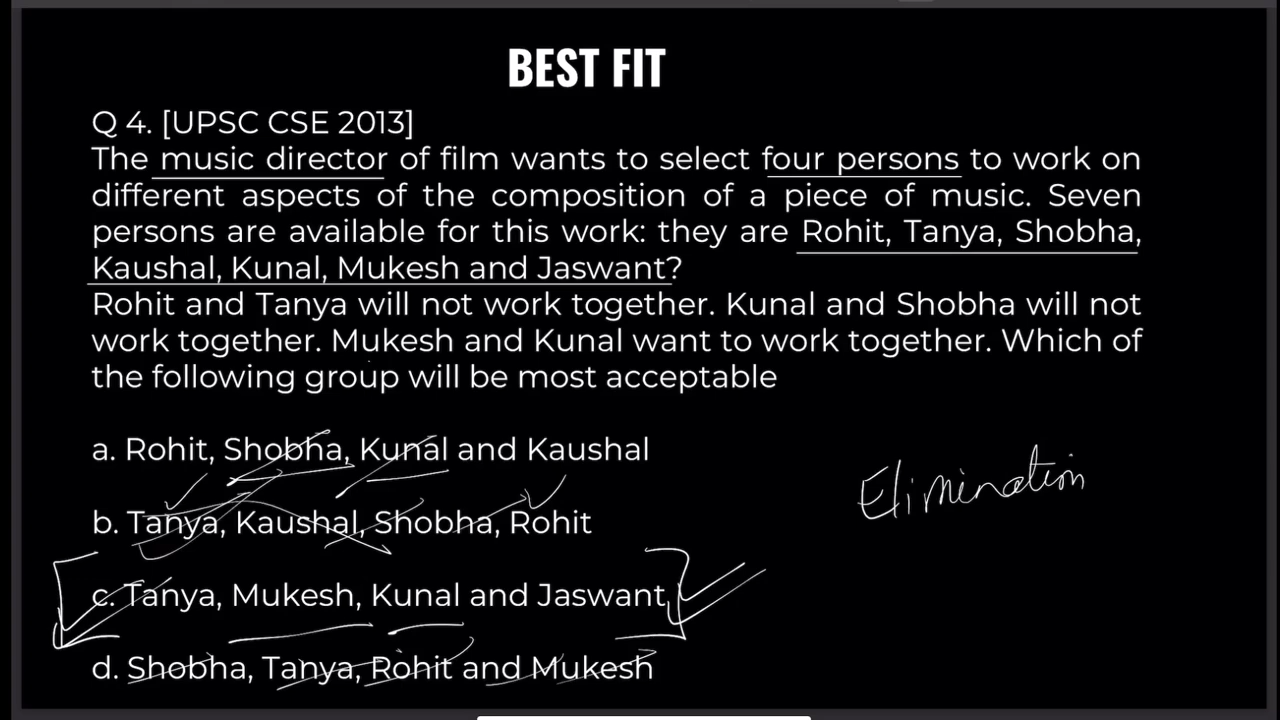 BEST FIT
Q 4. [UPSC CSE 2013]
The music director of film wants to select four persons to work on
different aspects of the composition of a piece of music. Seven
persons are available for this work: they are Rohit, Tanya, Shobha,
Kaushal, Kunal, Mukesh and Jaswant?
Rohit and Tanya will not work together. Kunal and Shobha will not
work together. Mukesh and Kunal want to work together. Which of
the following group will be most acceptable
a. Rohit, Shobha, Kunal and Kaushal
b. Tanya, Kaushal, Shobha, Rohit
Elimination
c. Tanya, Mukesh, Kunal and Jaswant
d. Shobha, Tanya, Rohit and Mukesh